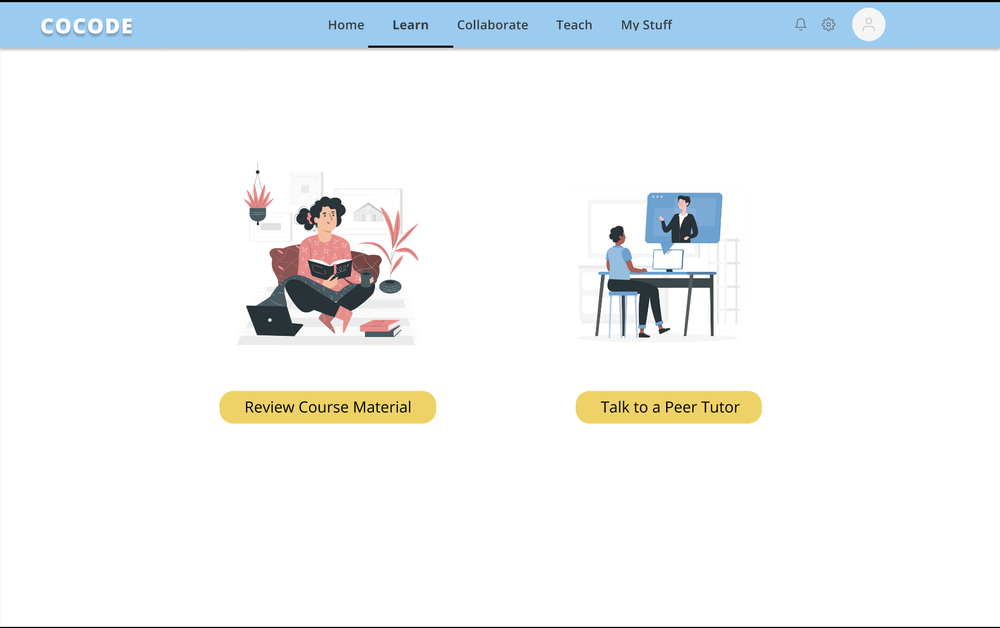 COCODE
Home Learn Collaborate Teach My Stuff
Review Course Material
Talk to a Peer Tutor